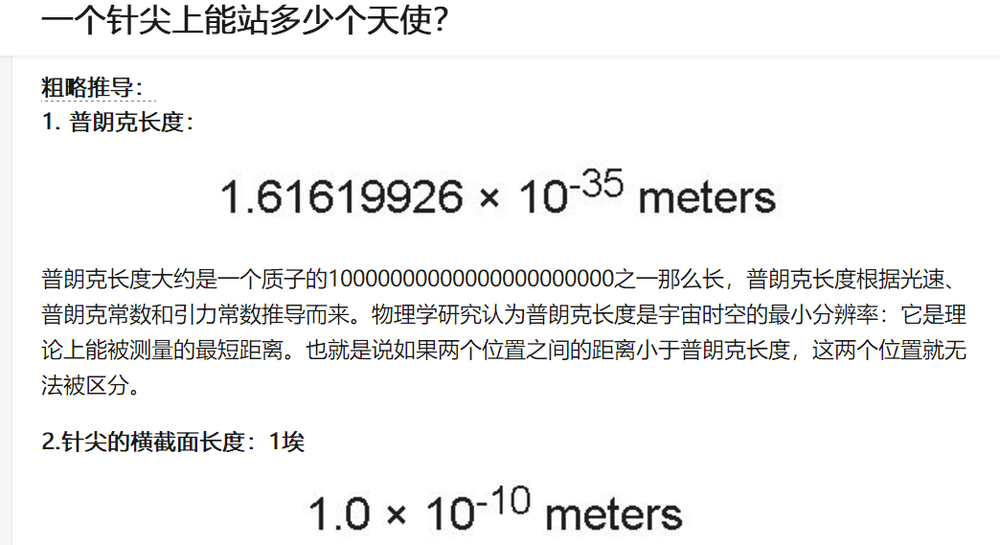 一个针尖上能站多少个天使？
粗略推导：
1. 普朗克长度：
1.61619926 × 10⁻³⁵ meters
普朗克长度大约是一个质子的10000000000000000000000之一那么长，普朗克长度根据光速、
普朗克常数和引力常数推导而来。物理学研究认为普朗克长度是宇宙时空的最小分辨率：它是理
论上能被测量的最短距离。也就是说如果两个位置之间的距离小于普朗克长度，这两个位置就无
法被区分。
2.针尖的横截面长度：1埃
1.0 × 10⁻¹⁰ meters